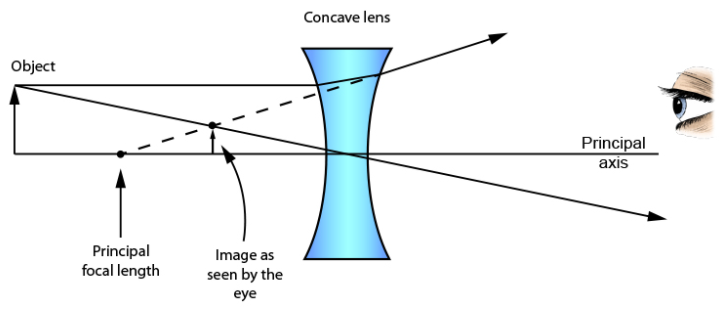 Concave lens
Object
Principal
axis
Principal
focal length
Image as
seen by the
eye